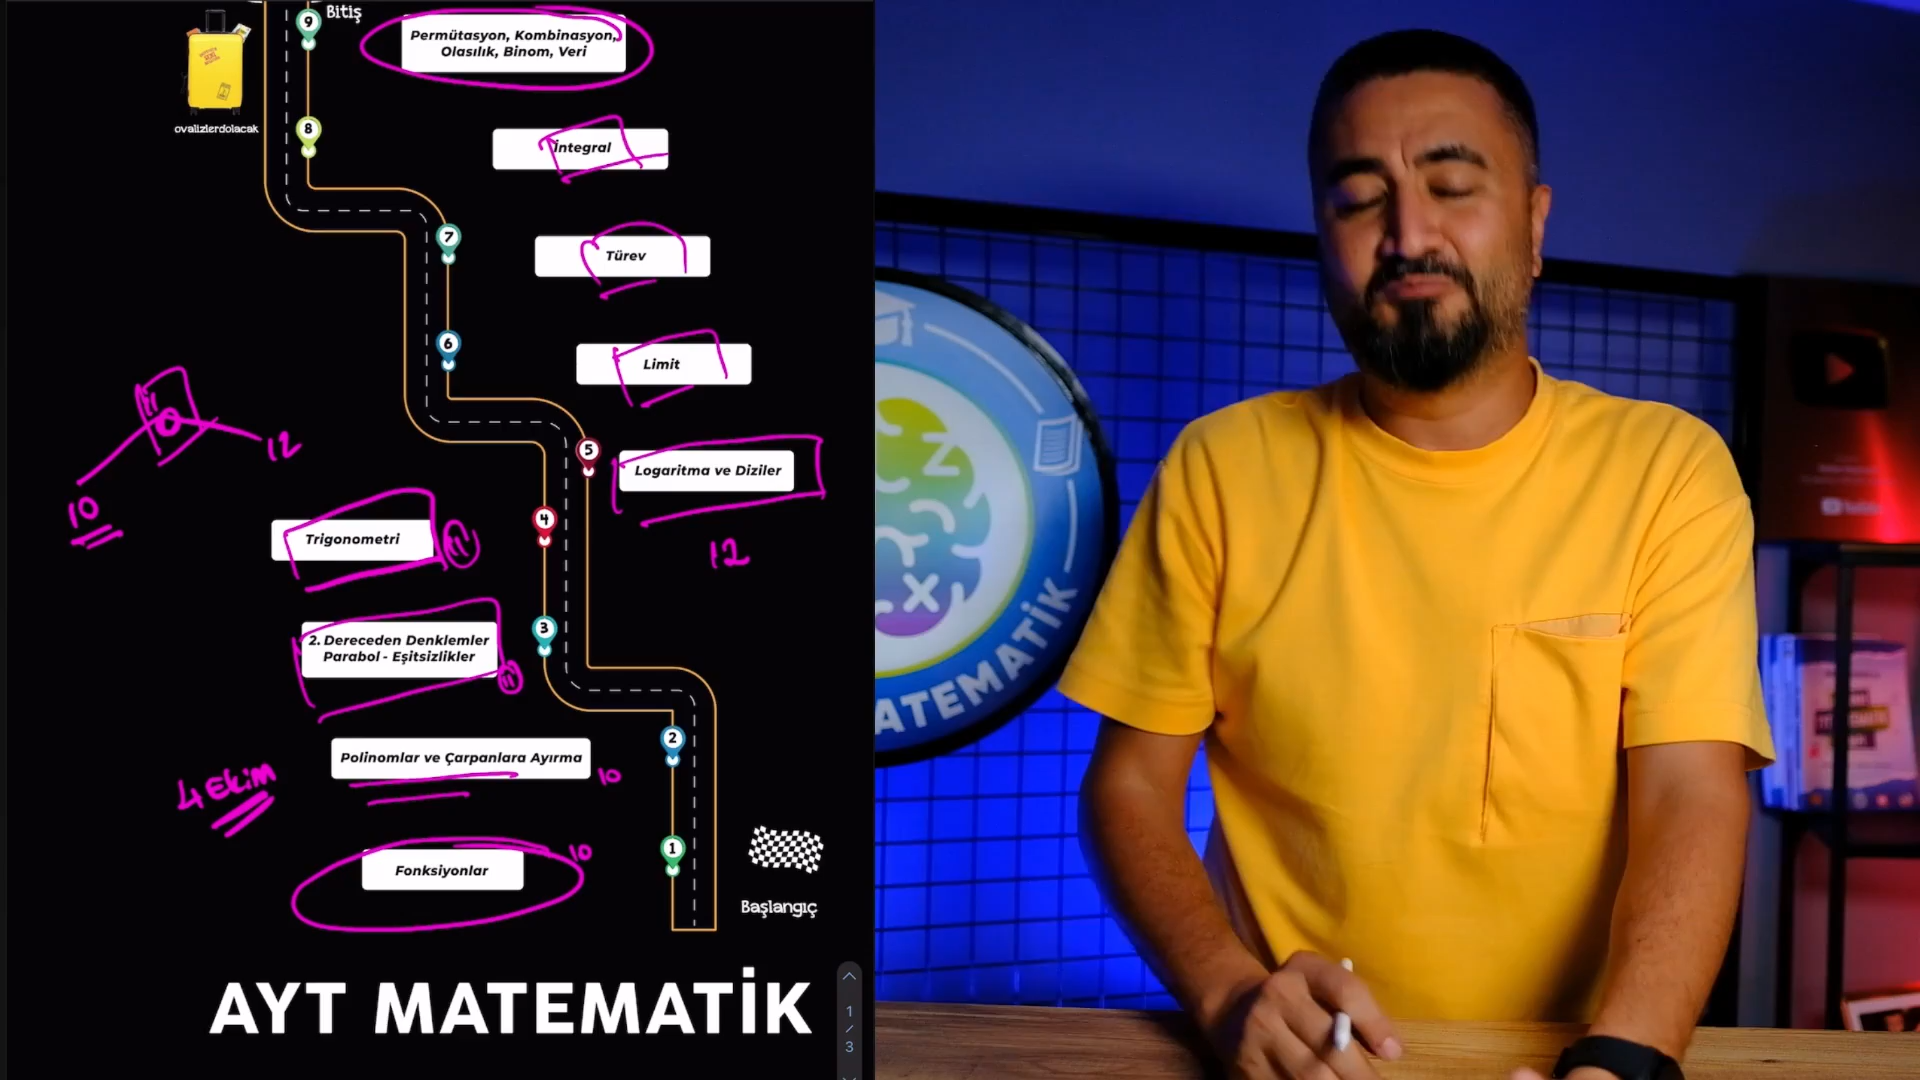 9
Bitiş
Permütasyon, Kombinasyon,
Olasılık, Binom, Veri
ovalizlerdolacak
8
İntegral
7
Türev
6
Limit
11
12
10
5
Logaritma ve Diziler
12
4
Trigonometri
11
3
2. Dereceden Denklemler
Parabol - Eşitsizlikler
11
2
Polinomlar ve Çarpanlara Ayırma
10
4 Ekim
1
Fonksiyonlar
10
Başlangıç
AYT MATEMATİK
1
/
3
Z
X
MATEMATİK